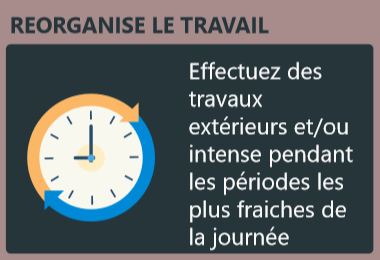 REORGANISE LE TRAVAIL
Effectuez des
travaux
extérieurs et/ou
intense pendant
les périodes les
plus fraiches de
la journée